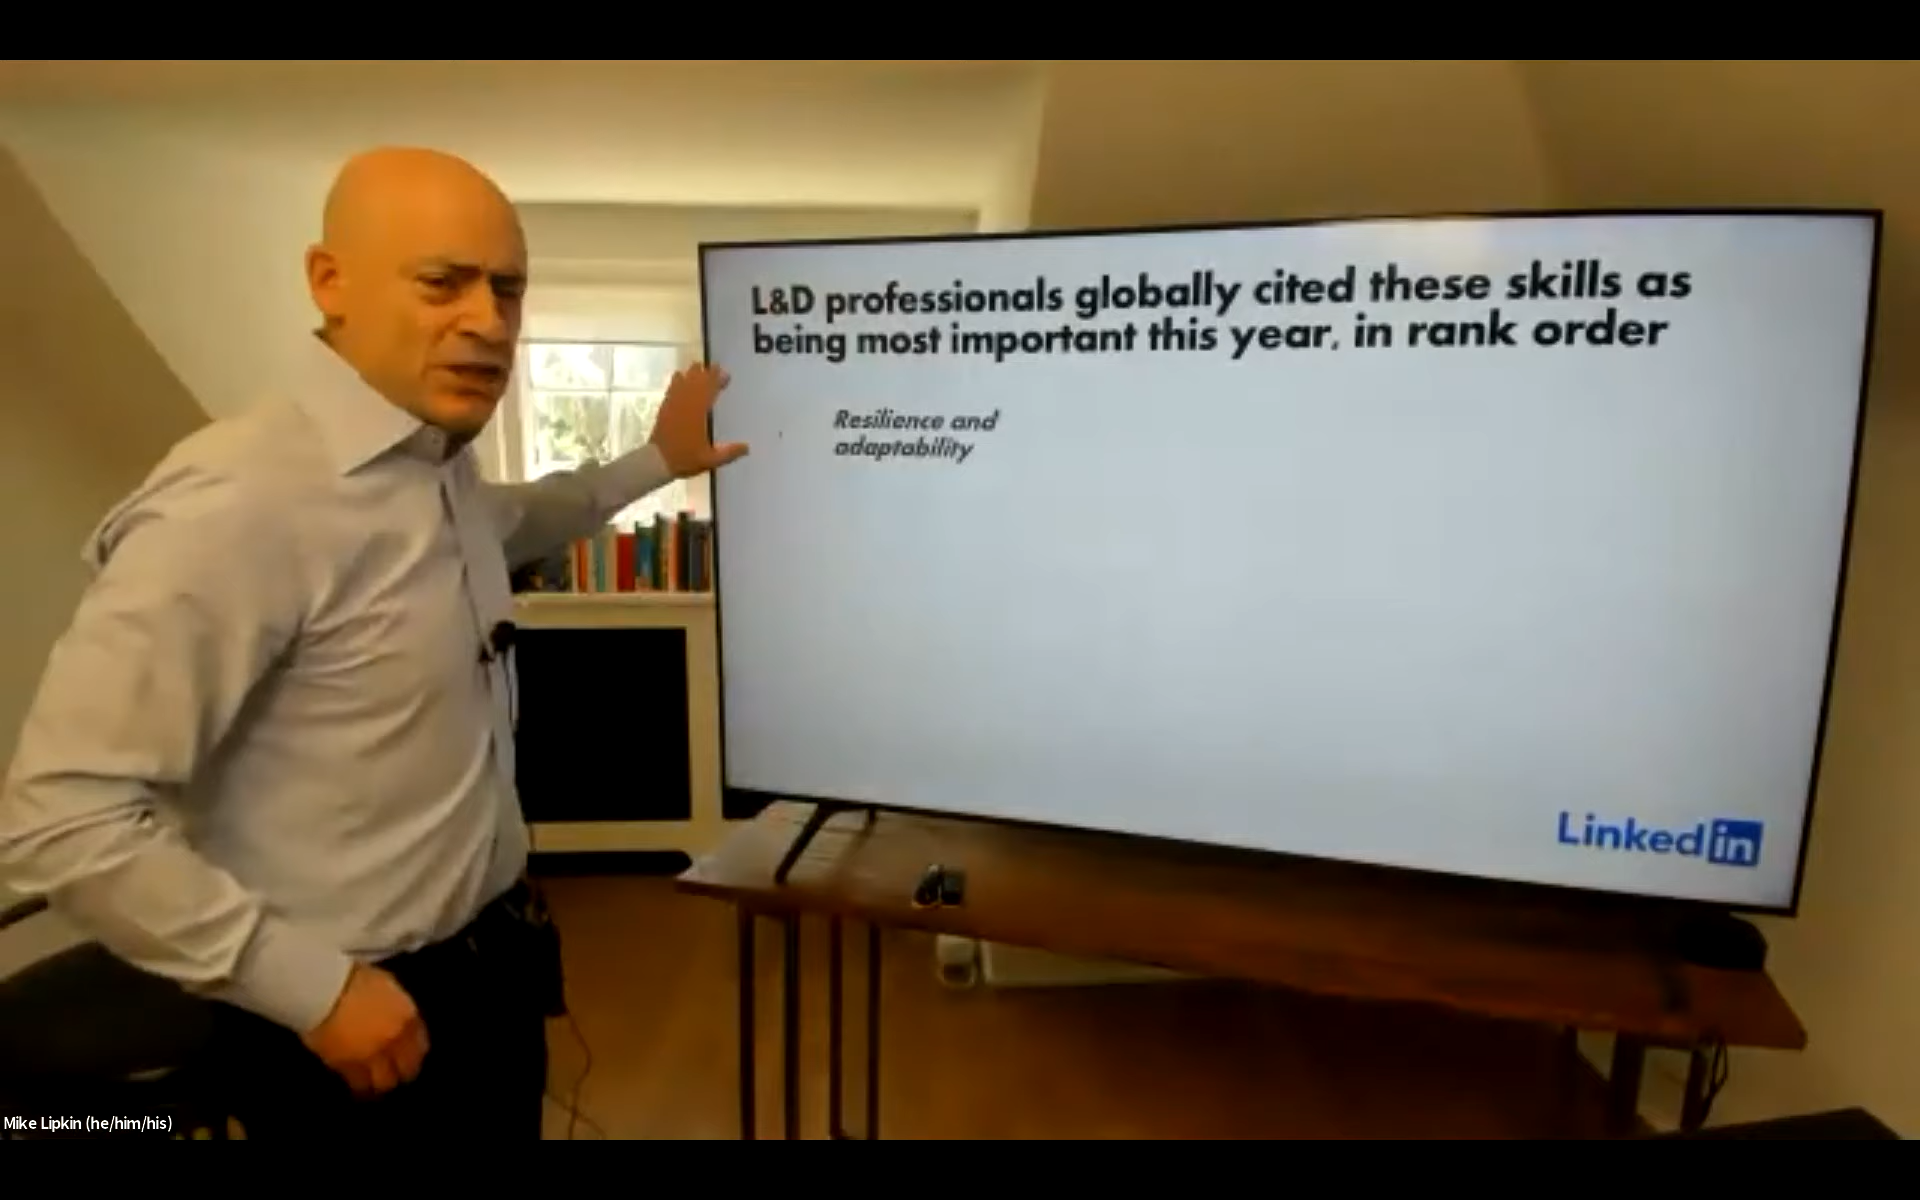 L&D professionals globally cited these skills as
being most important this year, in rank order
Resilience and
adaptability
Linkedin
Mike Lipkin (he/him/his)